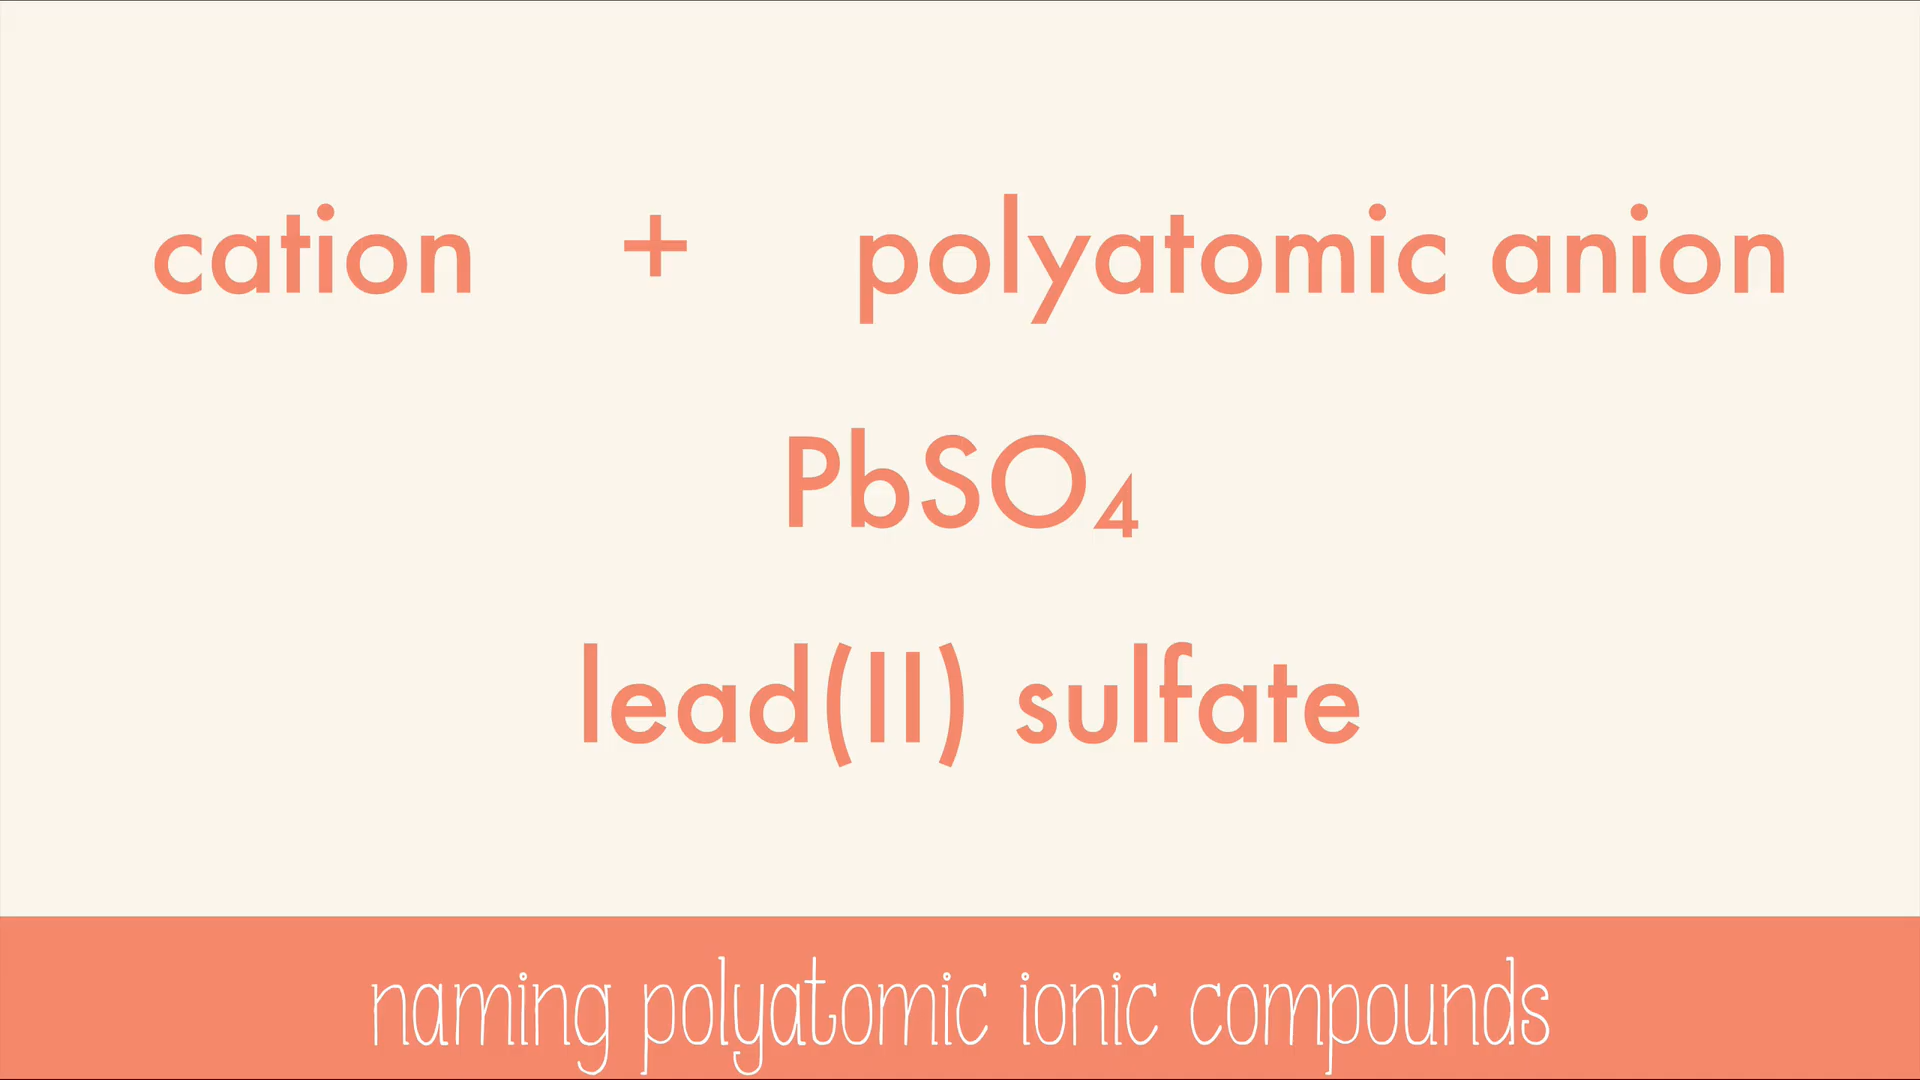 cation + polyatomic anion
PbSO₄
lead(II) sulfate
naming polyatomic ionic compounds